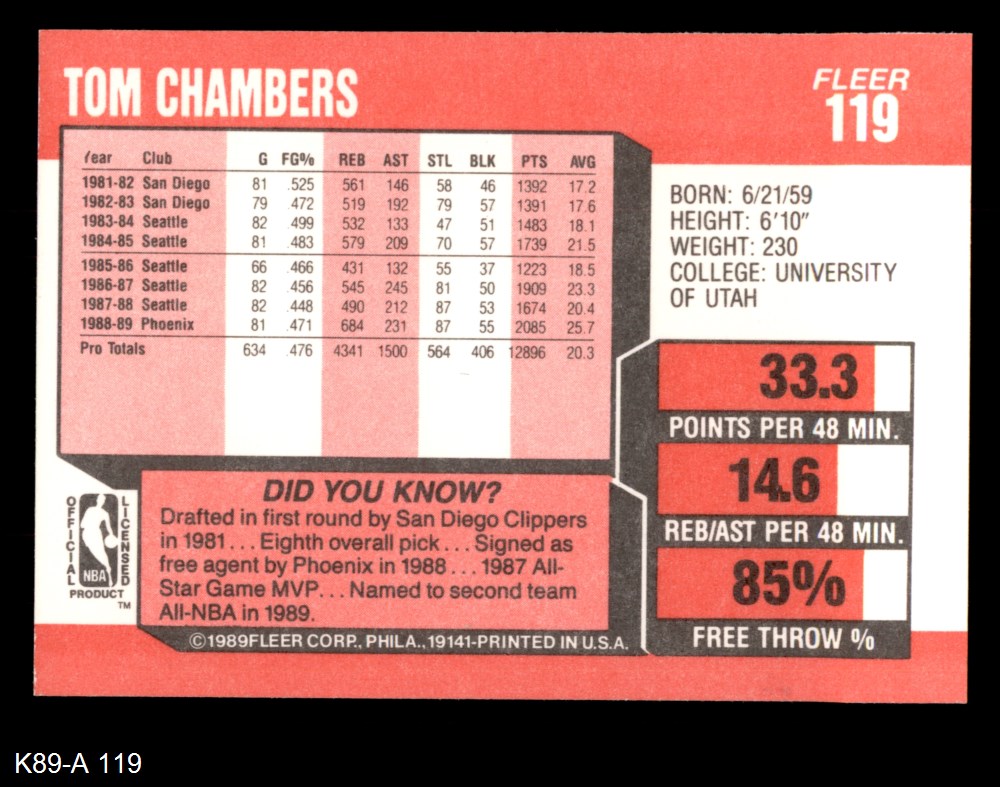 TOM CHAMBERS
FLEER
119
Year Club G FG% REB AST STL BLK PTS AVG
1981-82 San Diego 81 .525 561 146 58 46 1392 17.2
1982-83 San Diego 79 .472 519 192 79 57 1391 17.6
1983-84 Seattle 82 .499 532 133 47 51 1483 18.1
1984-85 Seattle 81 .483 579 209 70 57 1739 21.5
1985-86 Seattle 66 .466 431 132 55 37 1223 18.5
1986-87 Seattle 82 .456 545 245 81 50 1909 23.3
1987-88 Seattle 82 .448 490 212 87 53 1674 20.4
1988-89 Phoenix 81 .471 684 231 87 55 2085 25.7
Pro Totals 634 .476 4341 1500 564 406 12896 20.3
BORN: 6/21/59
HEIGHT: 6'10"
WEIGHT: 230
COLLEGE: UNIVERSITY
OF UTAH
33.3
POINTS PER 48 MIN.
14.6
REB/AST PER 48 MIN.
85%
FREE THROW %
OFFICIAL
LICENSED
NBA
PRODUCT
TM
DID YOU KNOW?
Drafted in first round by San Diego Clippers
in 1981... Eighth overall pick... Signed as
free agent by Phoenix in 1988... 1987 All-
Star Game MVP... Named to second team
All-NBA in 1989.
©1989FLEER CORP., PHILA., 19141-PRINTED IN U.S.A.
K89-A 119